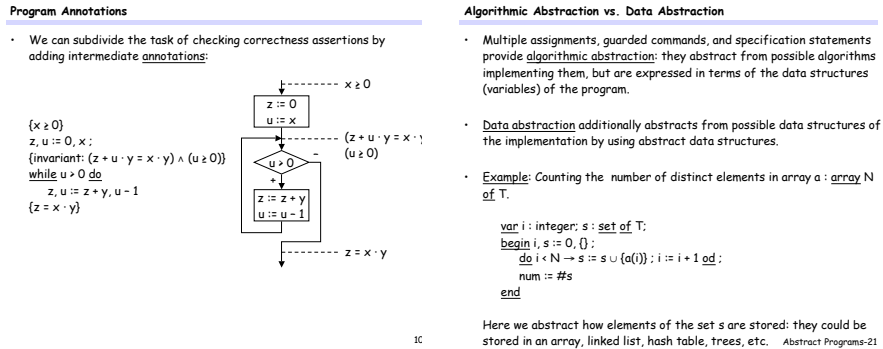 Program Annotations
• We can subdivide the task of checking correctness assertions by
adding intermediate annotations:
{x ≥ 0}
z, u := 0, x ;
{invariant: (z + u · y = x · y) ∧ (u ≥ 0)}
while u > 0 do
z, u := z + y, u – 1
{z = x · y}
x ≥ 0
z := 0
u := x
(z + u · y = x · y
(u ≥ 0)
u > 0
–
+
z := z + y
u := u – 1
z = x · y
10
Algorithmic Abstraction vs. Data Abstraction
• Multiple assignments, guarded commands, and specification statements
provide algorithmic abstraction: they abstract from possible algorithms
implementing them, but are expressed in terms of the data structures
(variables) of the program.
• Data abstraction additionally abstracts from possible data structures of
the implementation by using abstract data structures.
• Example: Counting the number of distinct elements in array a : array N
of T.
var i : integer; s : set of T;
begin i, s := 0, {} ;
do i < N → s := s ∪ {a(i)} ; i := i + 1 od ;
num := #s
end
Here we abstract how elements of the set s are stored: they could be
stored in an array, linked list, hash table, trees, etc. Abstract Programs-21